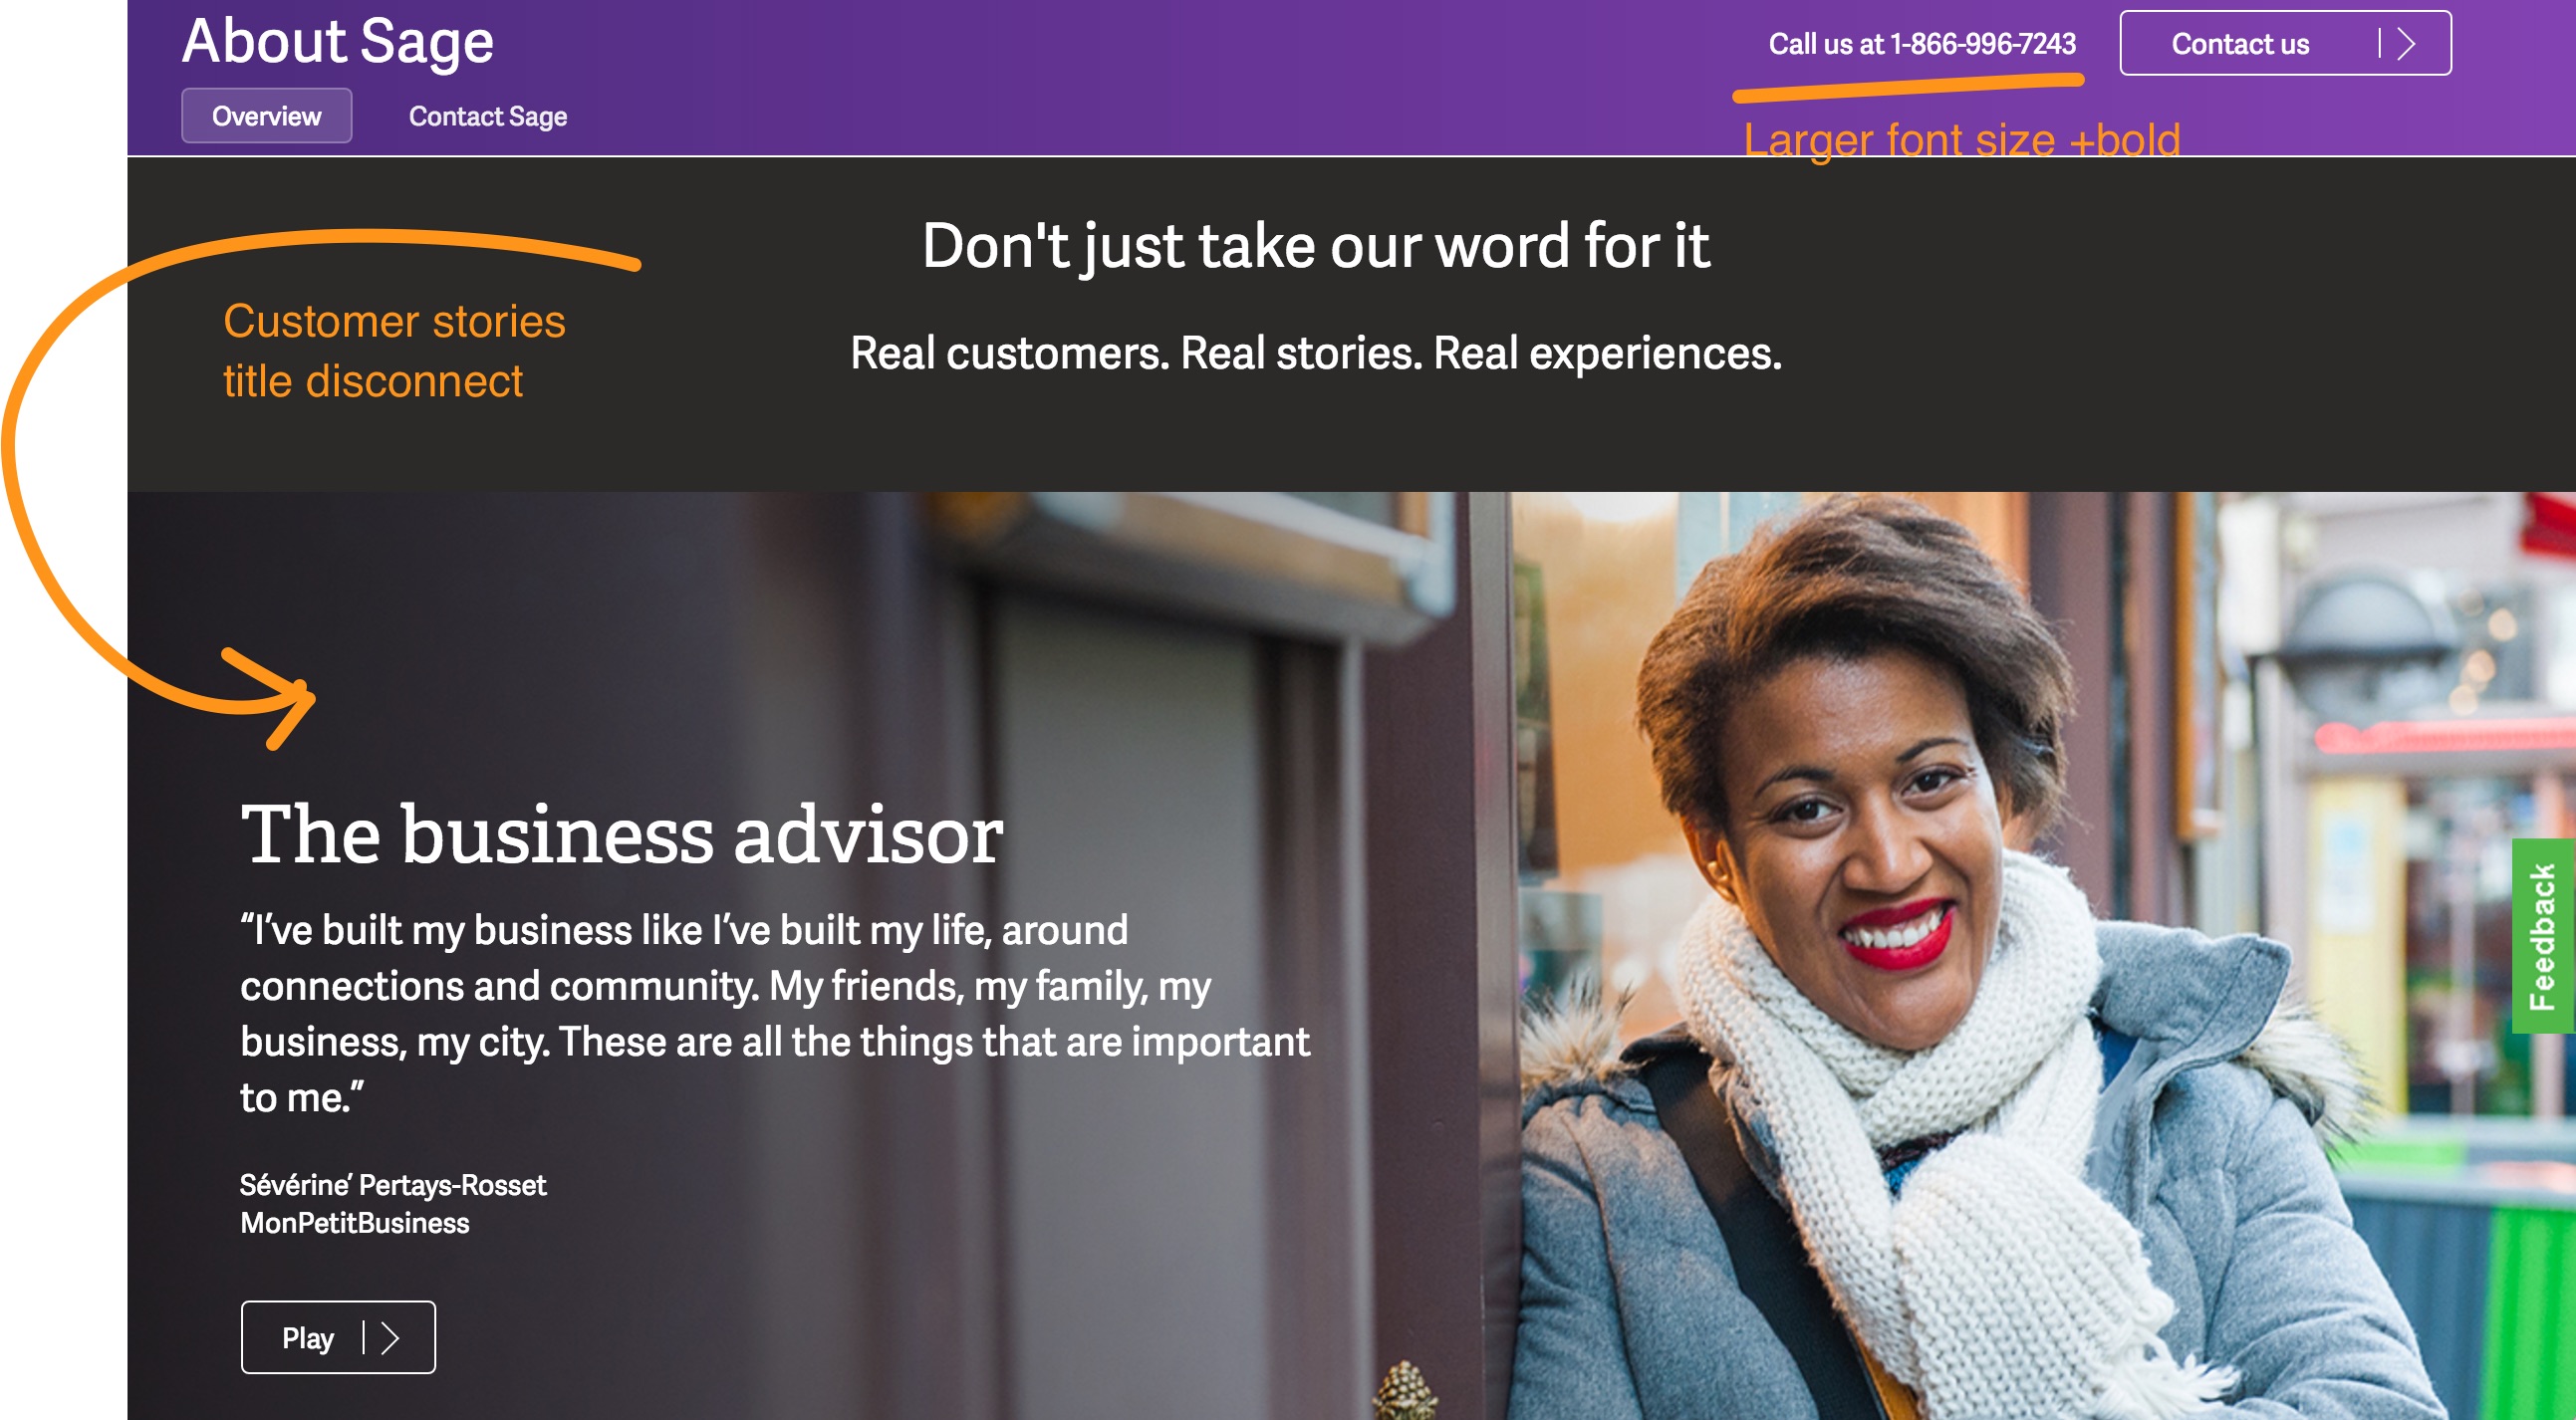 About Sage
Call us at 1-866-996-7243
Contact us
Overview
Contact Sage
Larger font size +bold
Don't just take our word for it
Customer stories
title disconnect
Real customers. Real stories. Real experiences.
The business advisor
“I’ve built my business like I’ve built my life, around
connections and community. My friends, my family, my
business, my city. These are all the things that are important
to me.”
Sévérine’ Pertays-Rosset
MonPetitBusiness
Play
Feedback